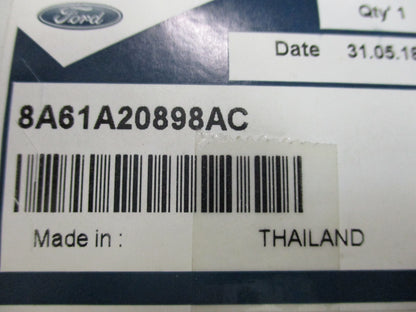 Ford
Qty' 1
Date 31.05.18
8A61A20898AC
Made in : THAILAND